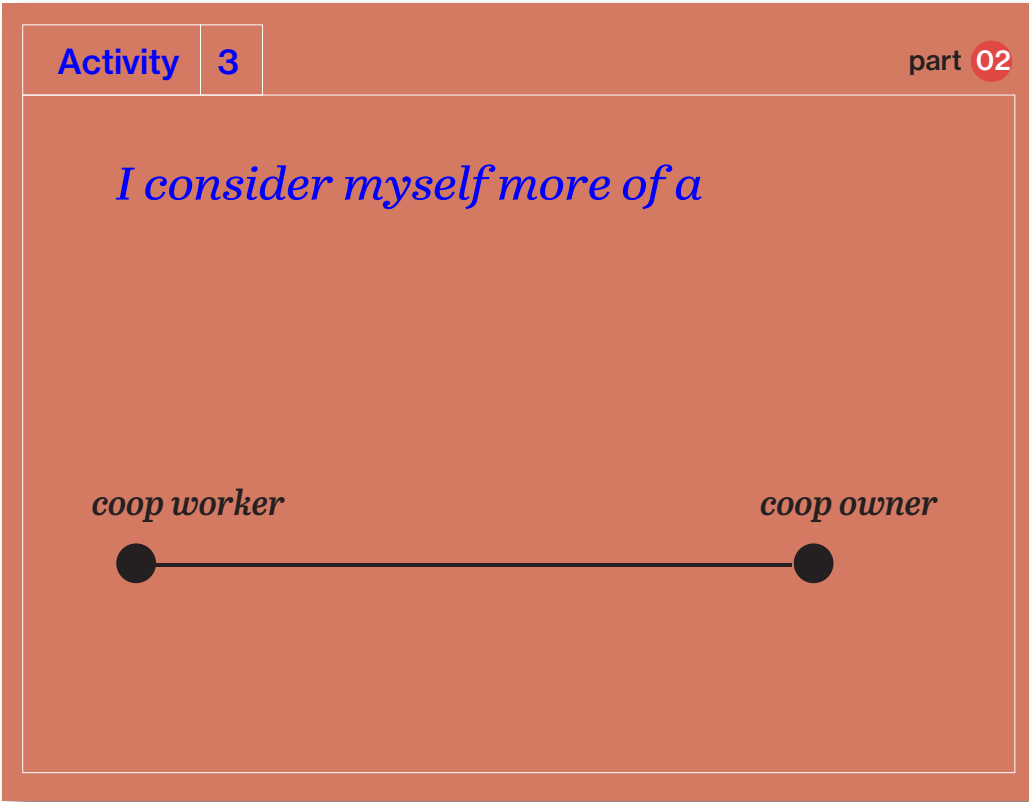 Activity 3
part 02
I consider myself more of a
coop worker
coop owner